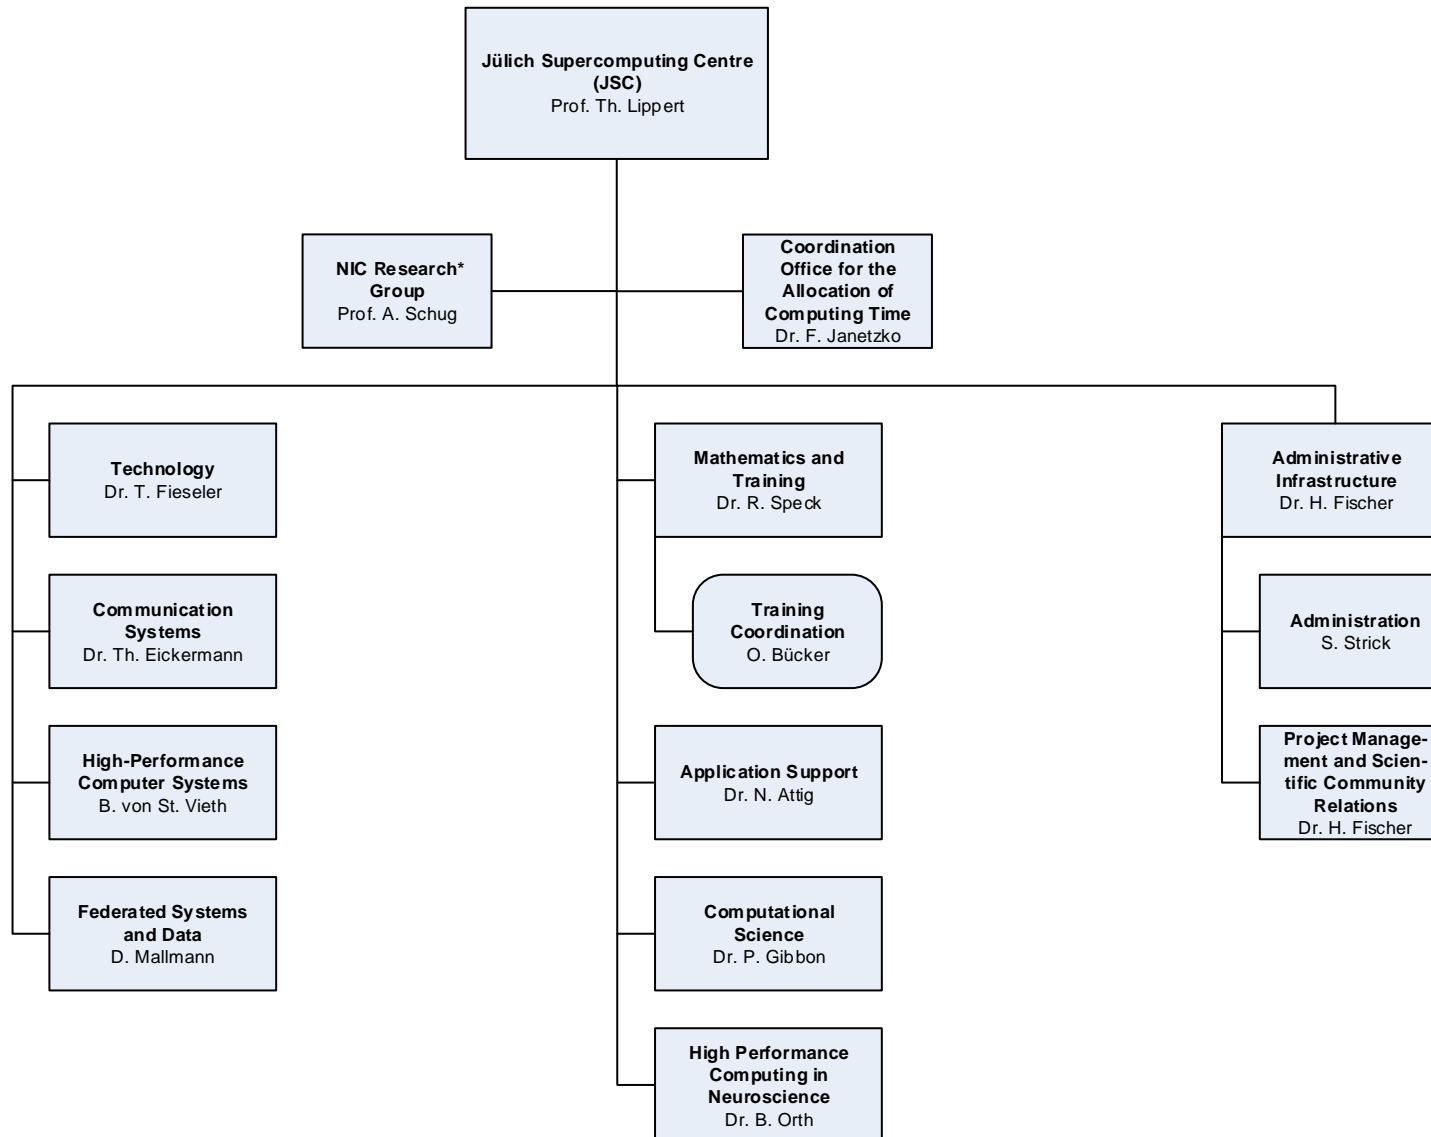 Jülich Supercomputing Centre
(JSC)
Prof. Th. Lippert
NIC Research*
Group
Prof. A. Schug
Coordination
Office for the
Allocation of
Computing Time
Dr. F. Janetzko
Technology
Dr. T. Fieseler
Communication
Systems
Dr. Th. Eickermann
High-Performance
Computer Systems
B. von St. Vieth
Federated Systems
and Data
D. Mallmann
Mathematics and
Training
Dr. R. Speck
Training
Coordination
O. Bücker
Application Support
Dr. N. Attig
Computational
Science
Dr. P. Gibbon
High Performance
Computing in
Neuroscience
Dr. B. Orth
Administrative
Infrastructure
Dr. H. Fischer
Administration
S. Strick
Project Manage-
ment and Scien-
tific Community
Relations
Dr. H. Fischer